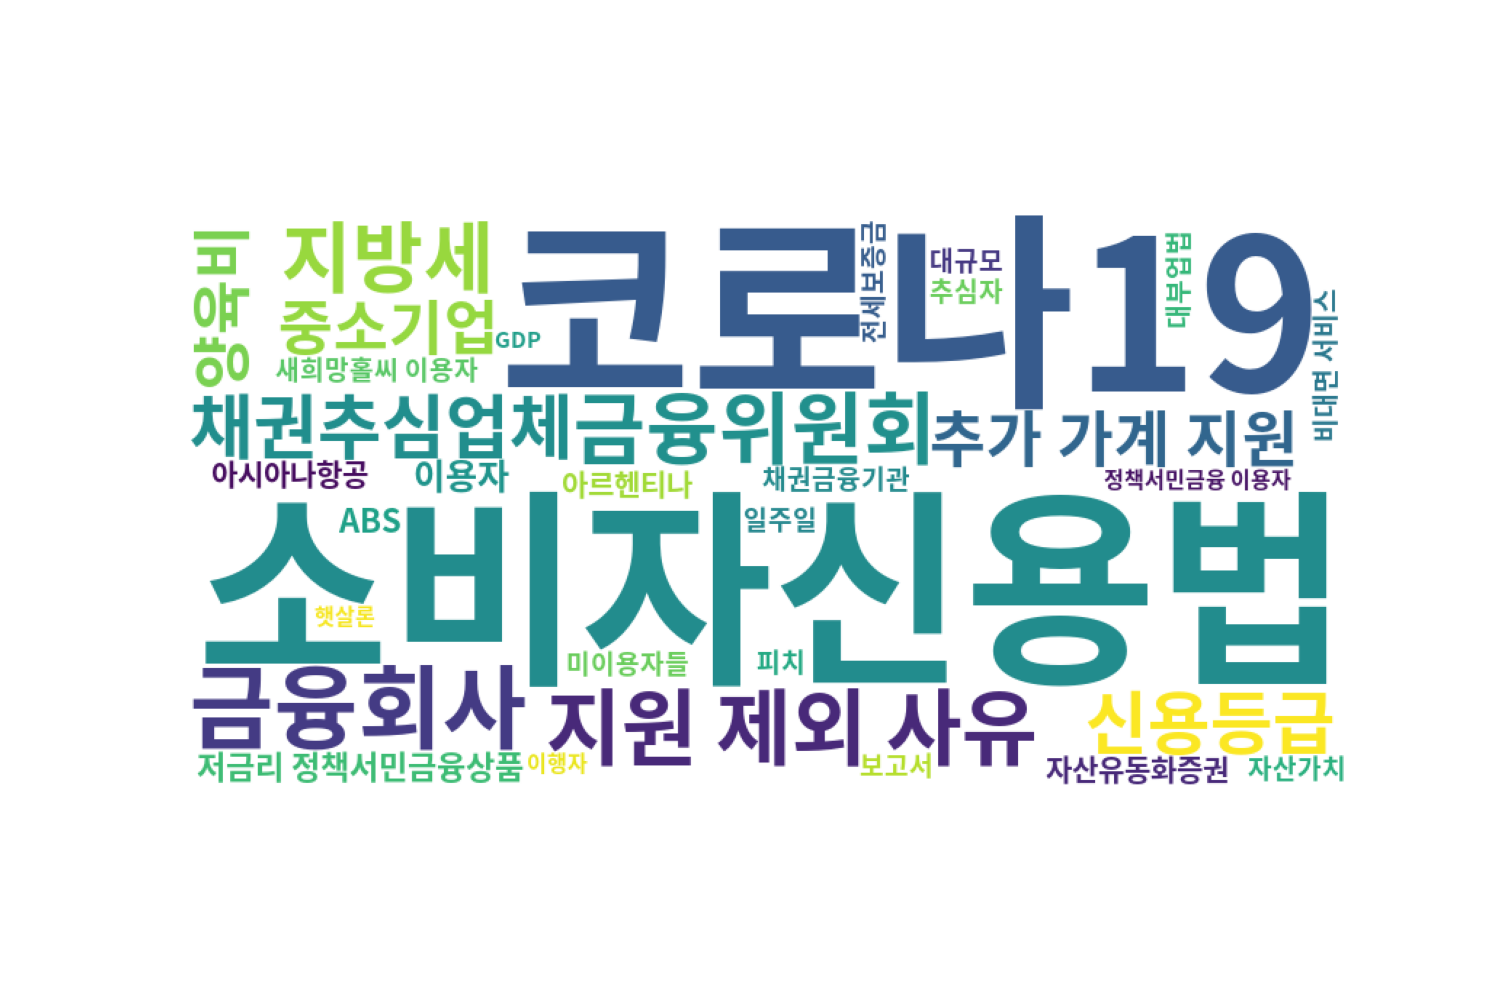 양육비
지방세
중소기업
GDP
새희망홀씨 이용자
코로나19
전세보증금
대규모
추심자
대부업법
비대면 서비스
채권추심업체
금융위원회
추가 가계 지원
아시아나항공
이용자
아르헨티나
채권금융기관
정책서민금융 이용자
ABS
일주일
소비자신용법
햇살론
미이용자들
피치
금융회사
지원 제외 사유
신용등급
저금리 정책서민금융상품
이행자
보고서
자산유동화증권
자산가치